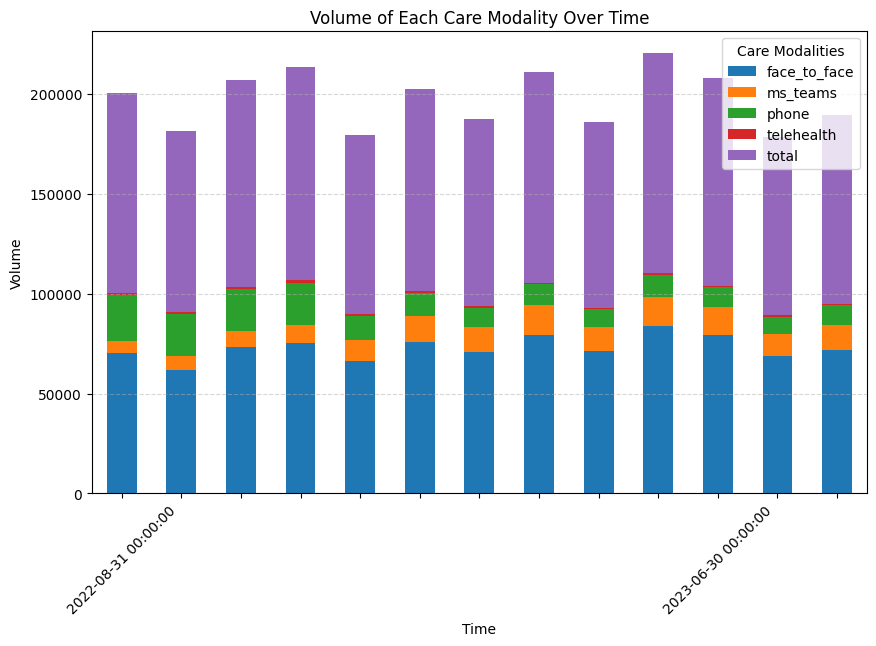 Volume of Each Care Modality Over Time
Care Modalities
face_to_face
ms_teams
phone
telehealth
total
Volume
200000
150000
100000
50000
0
2022-08-31 00:00:00
2023-06-30 00:00:00
Time